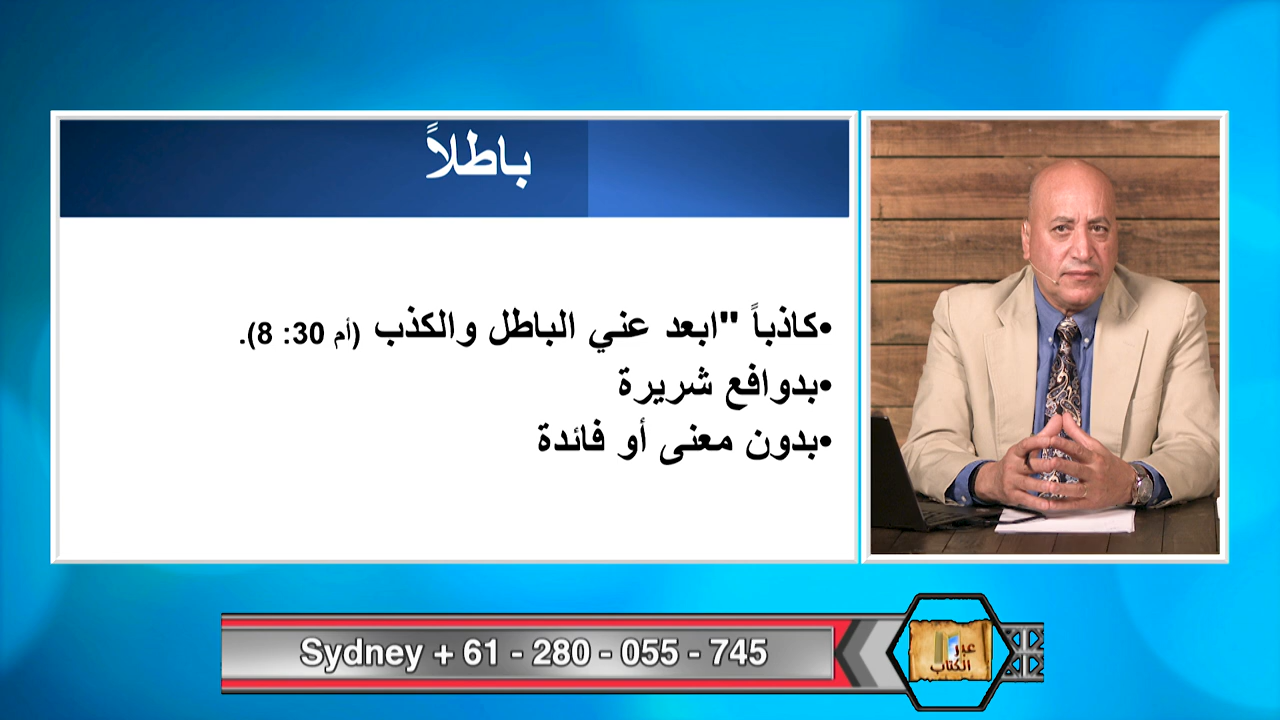 باطلاً
•كاذباً "ابعد عني الباطل والكذب (أم 30: 8).
•بدوافع شريرة
•بدون معنى أو فائدة
Sydney + 61 - 280 - 055 - 745
عبر
الكتاب